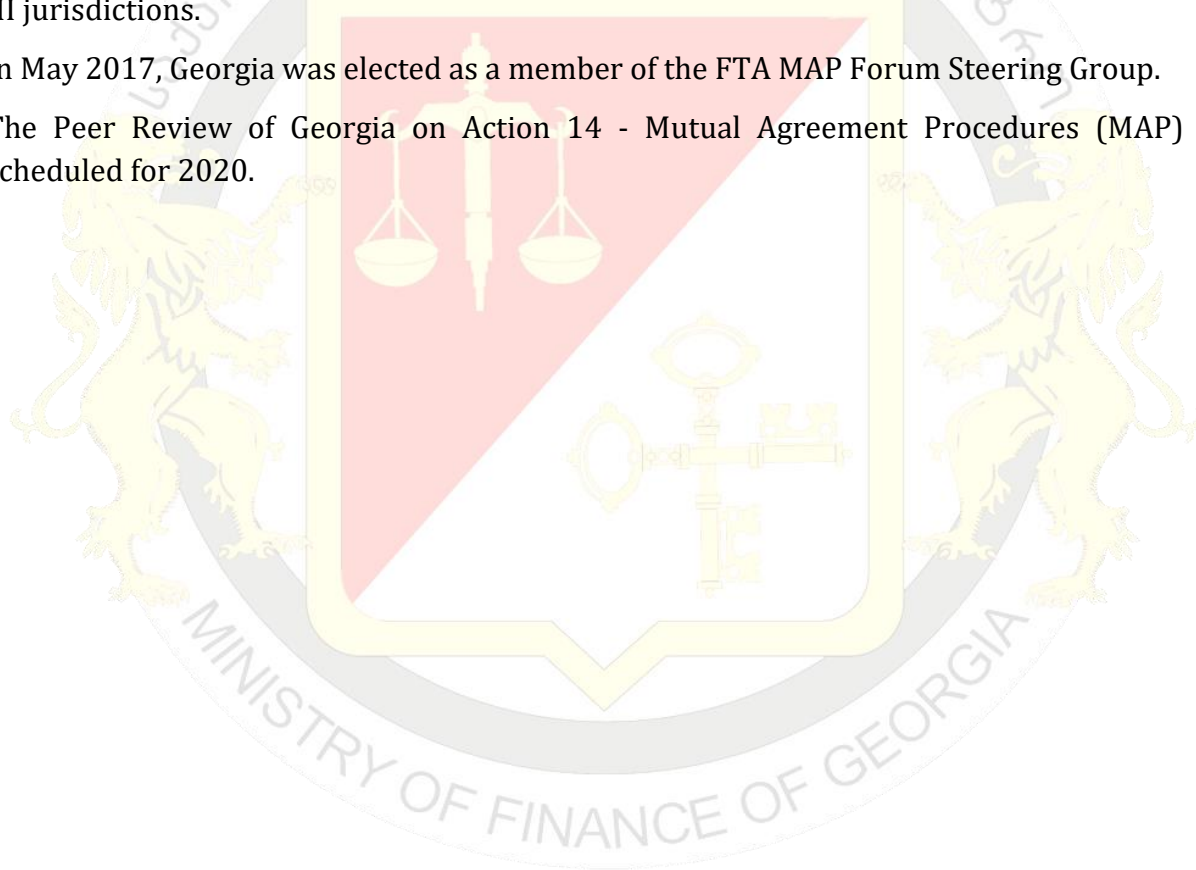 ll jurisdictions.
n May 2017, Georgia was elected as a member of the FTA MAP Forum Steering Group.
The Peer Review of Georgia on Action 14 - Mutual Agreement Procedures (MAP)
cheduled for 2020.
MINISTRY OF FINANCE OF GEORGIA